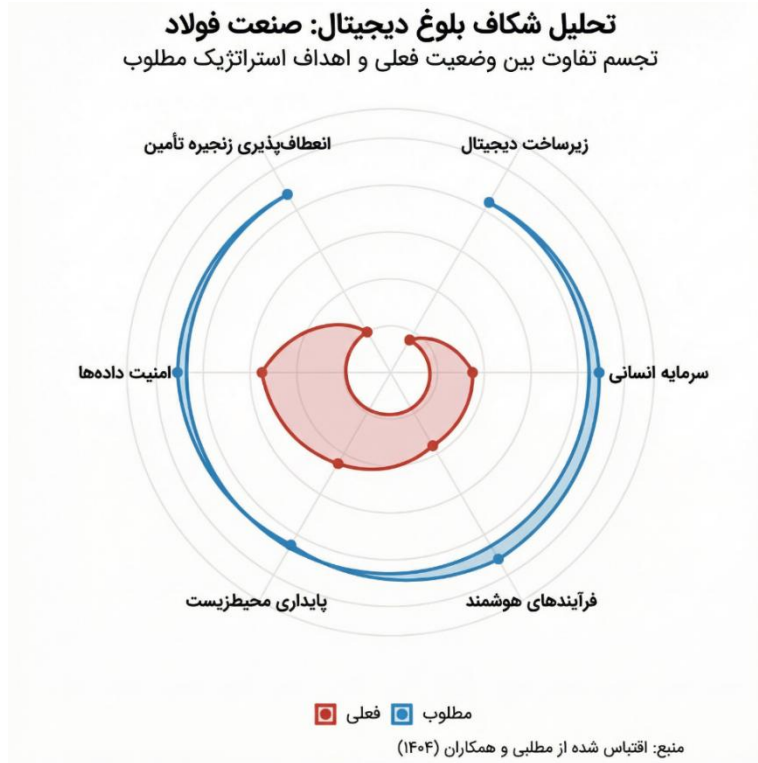 تحلیل شکاف بلوغ دیجیتال: صنعت فولاد
تجسم تفاوت بین وضعیت فعلی و اهداف استراتژیک مطلوب
زیرساخت دیجیتال
انعطاف‌پذیری زنجیره تأمین
سرمایه انسانی
امنیت داده‌ها
فرآیندهای هوشمند
پایداری محیط‌زیست
مطلوب
فعلی
منبع: اقتباس شده از مطلبی و همکاران (۱۴۰۴)